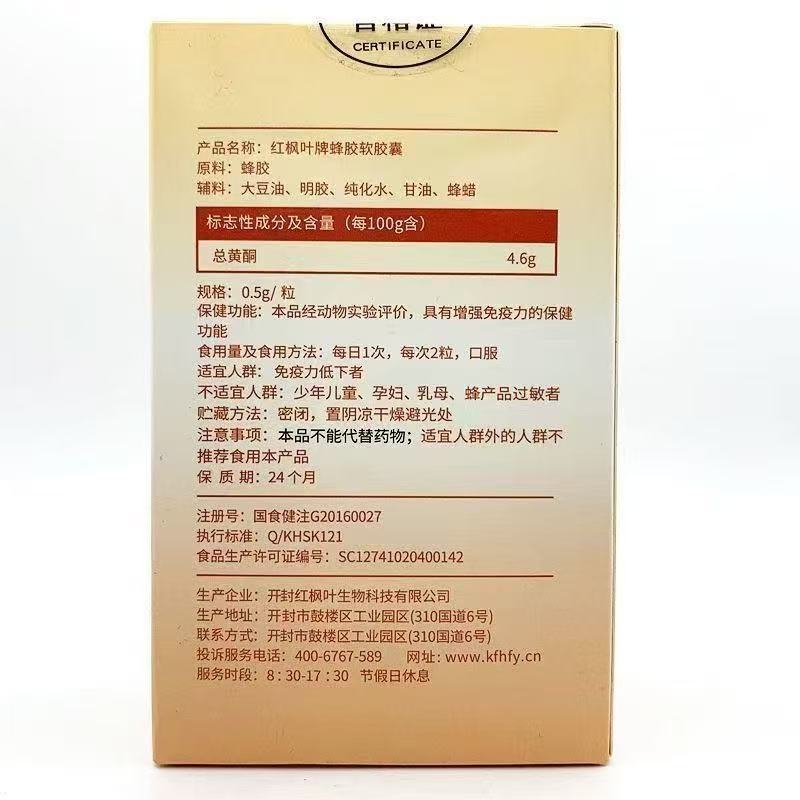 CERTIFICATE
产品名称：红枫叶牌蜂胶软胶囊
原料：蜂胶
辅料：大豆油、明胶、纯化水、甘油、蜂蜡
标志性成分及含量（每100g含）
总黄酮 4.6g
规格：0.5g/ 粒
保健功能：本品经动物实验评价，具有增强免疫力的保健
功能
食用量及食用方法：每日1次，每次2粒，口服
适宜人群： 免疫力低下者
不适宜人群：少年儿童、孕妇、乳母、蜂产品过敏者
贮藏方法：密闭，置阴凉干燥避光处
注意事项：本品不能代替药物；适宜人群外的人群不
推荐食用本产品
保 质 期：24个月
注册号：国食健注G20160027
执行标准：Q/KHSK121
食品生产许可证编号：SC12741020400142
生产企业：开封红枫叶生物科技有限公司
生产地址：开封市鼓楼区工业园区(310国道6号)
联系方式：开封市鼓楼区工业园区(310国道6号)
投诉服务电话：400-6767-589 网址：www.kfhfy.cn
服务时段：8：30-17：30 节假日休息